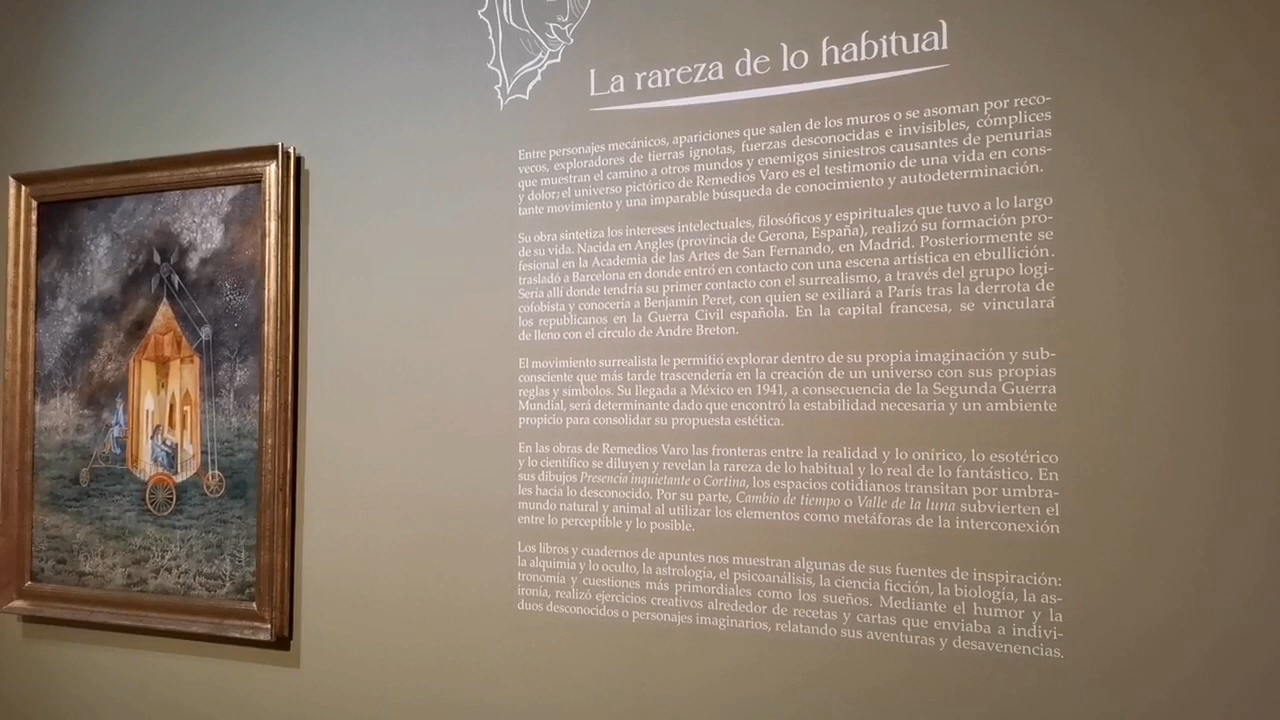 La rareza de lo habitual
Entre personajes mecánicos, apariciones que salen de los muros o se asoman por reco-
vecos, exploradores de tierras ignotas, fuerzas desconocidas e invisibles, cómplices
que muestran el camino a otros mundos y enemigos siniestros causantes de penurias
y dolor; el universo pictórico de Remedios Varo es el testimonio de una vida en cons-
tante movimiento y una imparable búsqueda de conocimiento y autodeterminación.
Su obra sintetiza los intereses intelectuales, filosóficos y espirituales que tuvo a lo largo
de su vida. Nacida en Angles (provincia de Gerona, España), realizó su formación pro-
fesional en la Academia de las Artes de San Fernando, en Madrid. Posteriormente se
trasladó a Barcelona en donde entró en contacto con una escena artística en ebullición.
Sería allí donde tendría su primer contacto con el surrealismo, a través del grupo logi-
cofobista y conocería a Benjamín Peret, con quien se exiliará a París tras la derrota de
los republicanos en la Guerra Civil española. En la capital francesa, se vinculará
de lleno con el círculo de Andre Breton.
El movimiento surrealista le permitió explorar dentro de su propia imaginación y sub-
consciente que más tarde trascendería en la creación de un universo con sus propias
reglas y símbolos. Su llegada a México en 1941, a consecuencia de la Segunda Guerra
Mundial, será determinante dado que encontró la estabilidad necesaria y un ambiente
propicio para consolidar su propuesta estética.
En las obras de Remedios Varo las fronteras entre la realidad y lo onírico, lo esotérico
y lo científico se diluyen y revelan la rareza de lo habitual y lo real de lo fantástico. En
sus dibujos Presencia inquietante o Cortina, los espacios cotidianos transitan por umbra-
les hacia lo desconocido. Por su parte, Cambio de tiempo o Valle de la luna subvierten el
mundo natural y animal al utilizar los elementos como metáforas de la interconexión
entre lo perceptible y lo posible.
Los libros y cuadernos de apuntes nos muestran algunas de sus fuentes de inspiración:
la alquimia y lo oculto, la astrología, el psicoanálisis, la ciencia ficción, la biología, la as-
tronomía y cuestiones más primordiales como los sueños. Mediante el humor y la
ironía, realizó ejercicios creativos alrededor de recetas y cartas que enviaba a indivi-
duos desconocidos o personajes imaginarios, relatando sus aventuras y desavenencias.